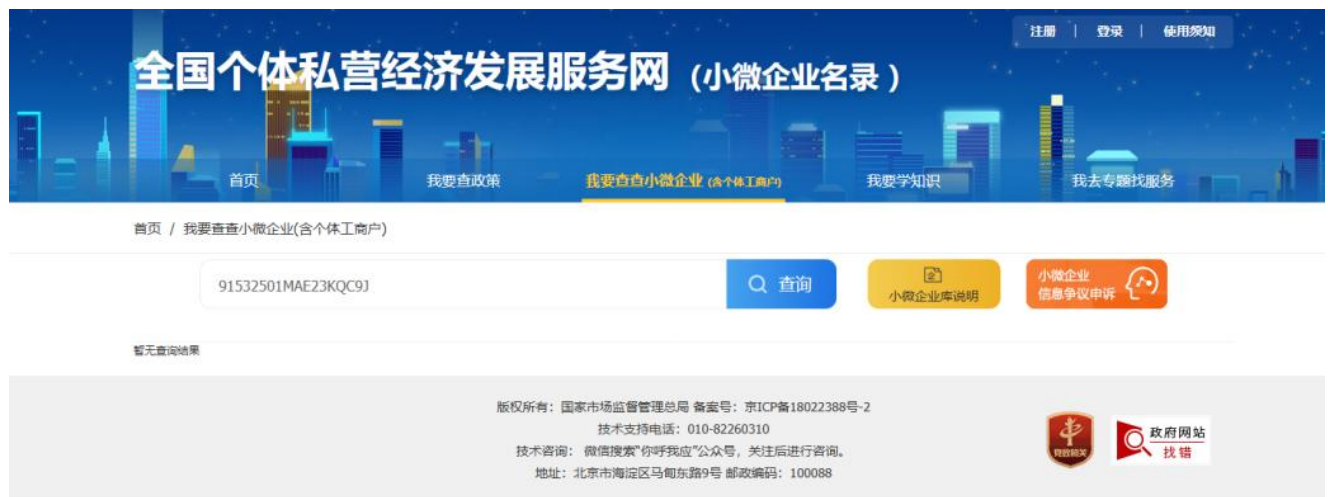 注册 | 登录 | 使用须知
全国个体私营经济发展服务网（小微企业名录）
首页 我要查政策 我要查查小微企业 (含个体工商户) 我要学知识 我去专题找服务
首页 / 我要查查小微企业(含个体工商户)
91532501MAE23KQC9J 查询
小微企业库说明
小微企业
信息争议申诉
暂无查询结果
版权所有：国家市场监督管理总局 备案号：京ICP备18022388号-2
技术支持电话：010-82260310
技术咨询： 微信搜索"你呼我应"公众号，关注后进行咨询。
地址：北京市海淀区马甸东路9号 邮政编码：100088
党政机关
政府网站
找错